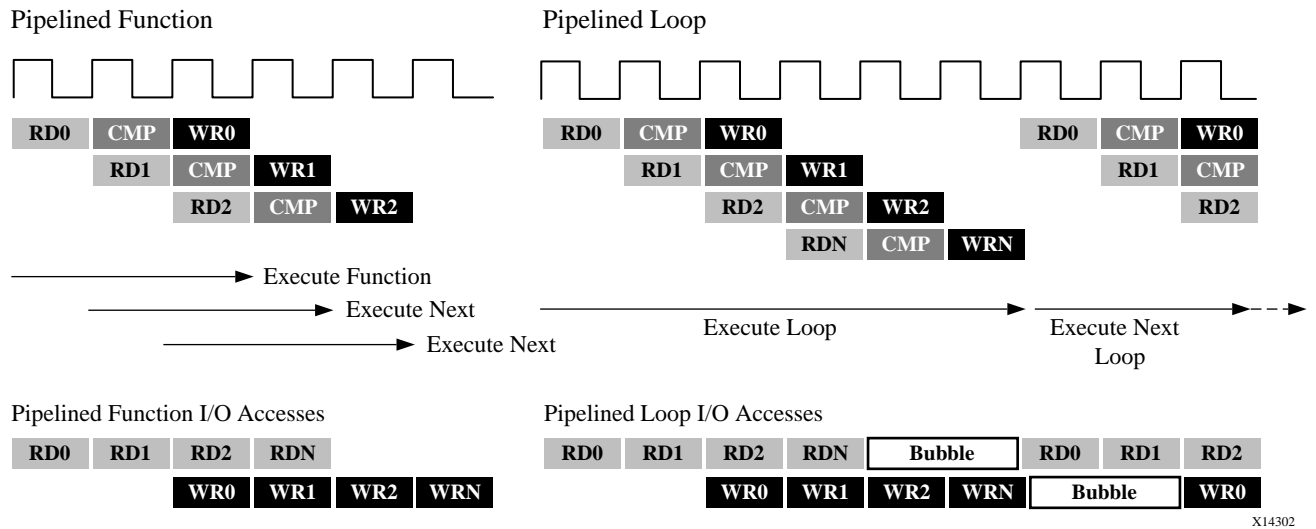 Pipelined Function
Pipelined Loop
RD0 CMP WR0
RD1 CMP WR1
RD2 CMP WR2
Execute Function
Execute Next
Execute Next
RD0 CMP WR0 RD0 CMP WR0
RD1 CMP WR1 RD1 CMP
RD2 CMP WR2 RD2
RDN CMP WRN
Execute Loop
Execute Next
Loop
Pipelined Function I/O Accesses
RD0 RD1 RD2 RDN
WR0 WR1 WR2 WRN
Pipelined Loop I/O Accesses
RD0 RD1 RD2 RDN Bubble RD0 RD1 RD2
WR0 WR1 WR2 WRN Bubble WR0
X14302